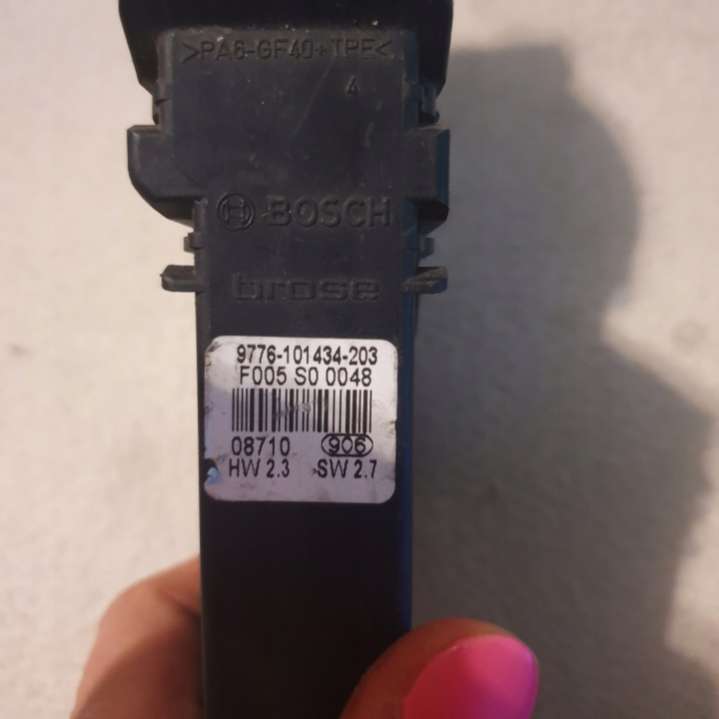 >PA6-GF40+TPE<
4
BOSCH
brose
9776-101434-203
F005 S0 0048
08710 906
HW 2.3 SW 2.7